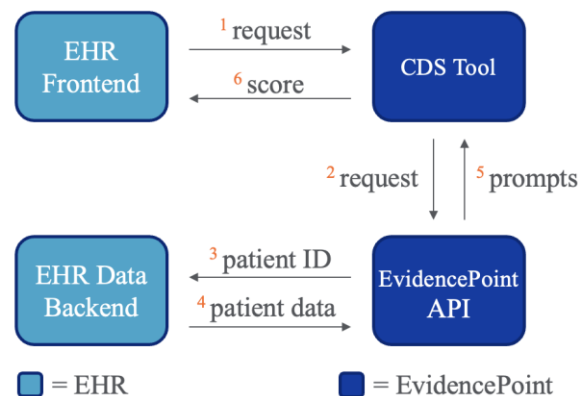 EHR
Frontend
1 request
6 score
CDS Tool
2 request
5 prompts
EHR Data
Backend
3 patient ID
4 patient data
EvidencePoint
API
= EHR
= EvidencePoint